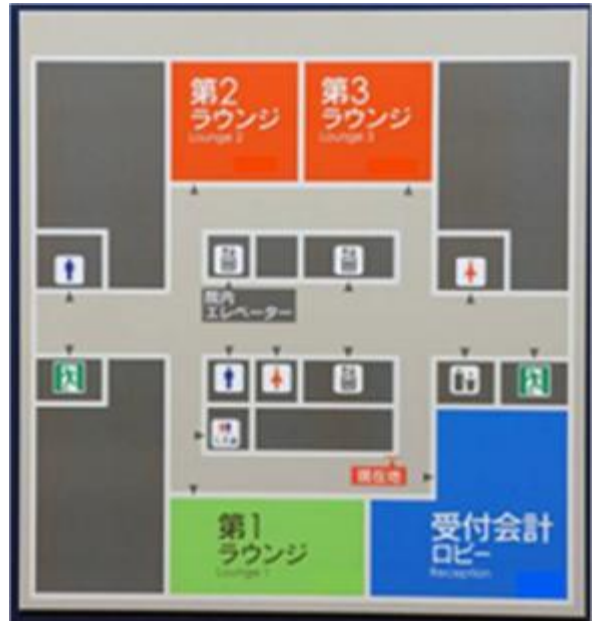 第2
ラウンジ
Lounge 2
第3
ラウンジ
Lounge 3
院内
エレベーター
現在地
第1
ラウンジ
Lounge 1
受付会計
ロビー
Reception